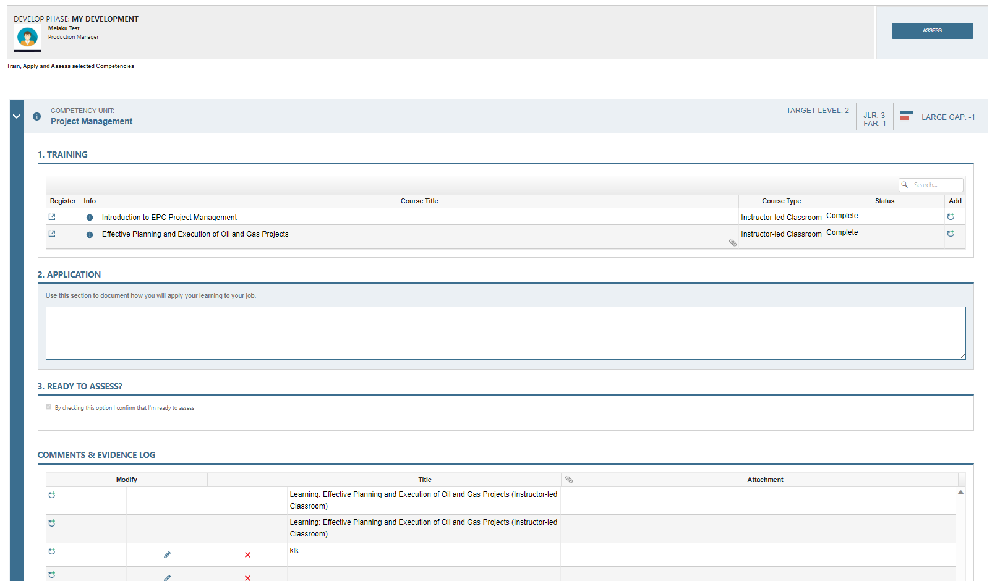 DEVELOP PHASE: MY DEVELOPMENT
Melaku Test
Production Manager
ASSESS
Train, Apply and Assess selected Competencies
COMPETENCY UNIT:
Project Management
TARGET LEVEL: 2
JLR: 3
FAR: 1
LARGE GAP: -1
1. TRAINING
Search...
Register Info Course Title Course Type Status Add
Introduction to EPC Project Management Instructor-led Classroom Complete
Effective Planning and Execution of Oil and Gas Projects Instructor-led Classroom Complete
2. APPLICATION
Use this section to document how you will apply your learning to your job.
3. READY TO ASSESS?
By checking this option I confirm that I'm ready to assess
COMMENTS & EVIDENCE LOG
Modify Title Attachment
Learning: Effective Planning and Execution of Oil and Gas Projects (Instructor-led
Classroom)
Learning: Effective Planning and Execution of Oil and Gas Projects (Instructor-led
Classroom)
klk